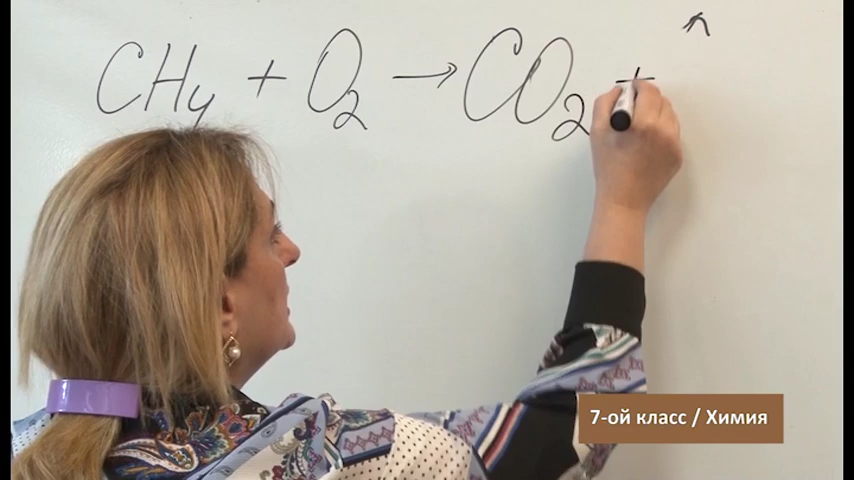 CH4 + O2 → CO2 +
7-ой класс / Химия